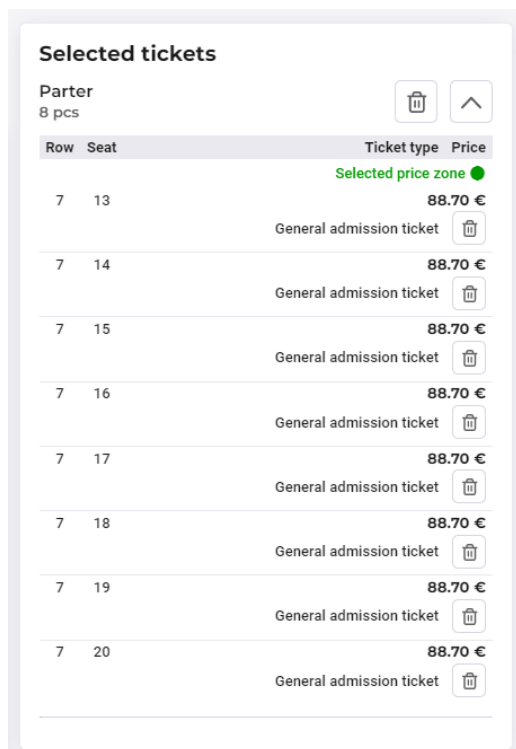 Selected tickets
Parter
8 pcs
Row Seat Ticket type Price
Selected price zone
7 13 88.70 €
General admission ticket
7 14 88.70 €
General admission ticket
7 15 88.70 €
General admission ticket
7 16 88.70 €
General admission ticket
7 17 88.70 €
General admission ticket
7 18 88.70 €
General admission ticket
7 19 88.70 €
General admission ticket
7 20 88.70 €
General admission ticket